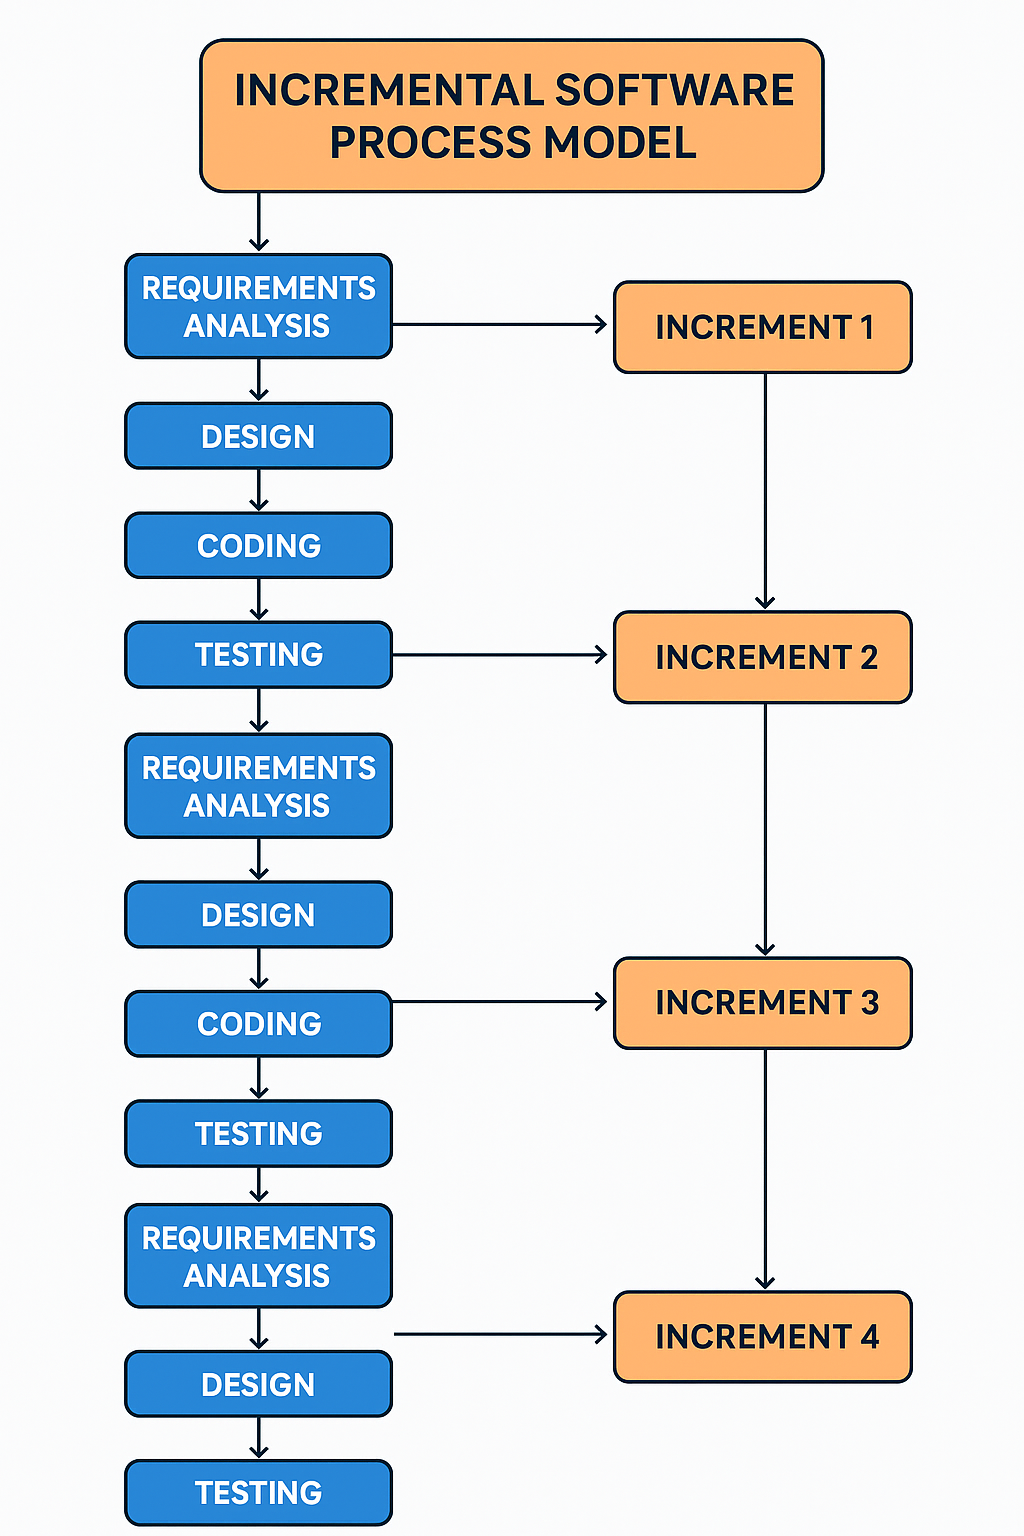 INCREMENTAL SOFTWARE
PROCESS MODEL
REQUIREMENTS
ANALYSIS
INCREMENT 1
DESIGN
CODING
TESTING
INCREMENT 2
REQUIREMENTS
ANALYSIS
DESIGN
CODING
INCREMENT 3
TESTING
REQUIREMENTS
ANALYSIS
INCREMENT 4
DESIGN
TESTING